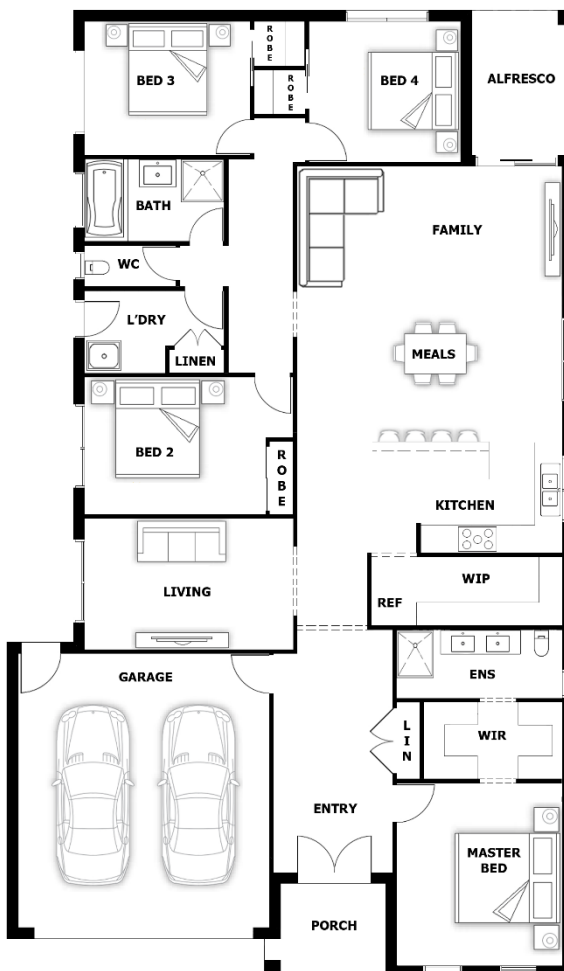 ROBE
BED 3
BED 4
ROBE
ALFRESCO
BATH
FAMILY
WC
L'DRY
LINEN
MEALS
BED 2
ROBE
KITCHEN
LIVING
WIP
REF
GARAGE
ENS
LIN
WIR
ENTRY
MASTER
BED
PORCH